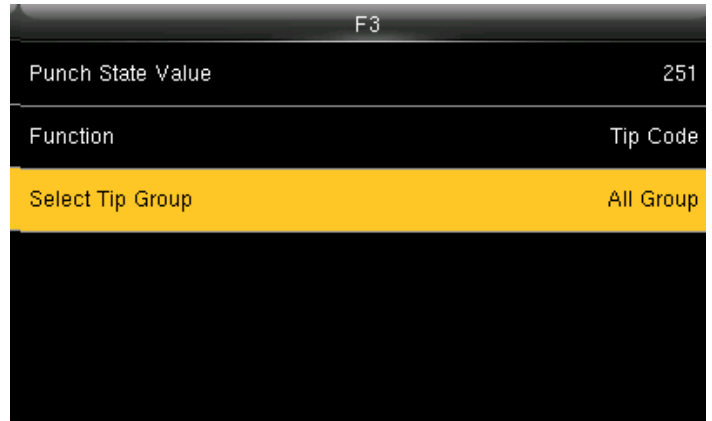 F3
Punch State Value 251
Function Tip Code
Select Tip Group All Group